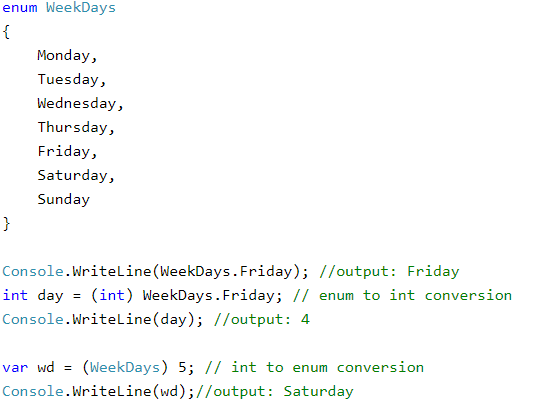 enum WeekDays
{
    Monday,
    Tuesday,
    Wednesday,
    Thursday,
    Friday,
    Saturday,
    Sunday
}

Console.WriteLine(WeekDays.Friday); //output: Friday
int day = (int) WeekDays.Friday; // enum to int conversion
Console.WriteLine(day); //output: 4

var wd = (WeekDays) 5; // int to enum conversion
Console.WriteLine(wd);//output: Saturday